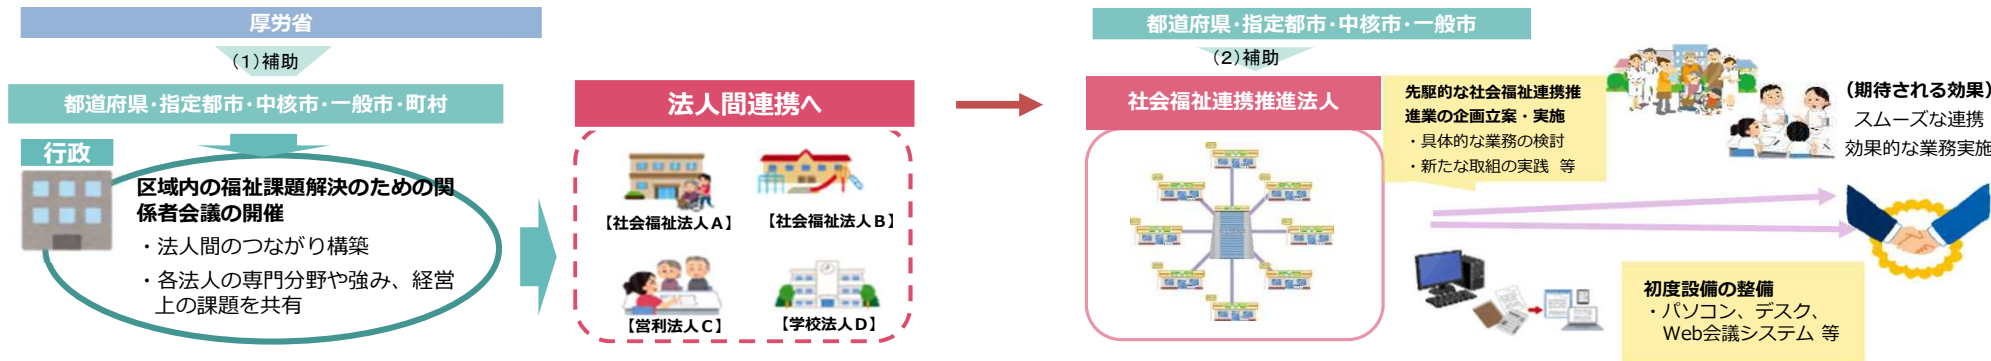 厚労省
（１）補助
都道府県・指定都市・中核市・一般市・町村
行政
区域内の福祉課題解決のための関
係者会議の開催
・法人間のつながり構築
・各法人の専門分野や強み、経営
上の課題を共有
法人間連携へ
【社会福祉法人Ａ】
【社会福祉法人Ｂ】
【営利法人Ｃ】
【学校法人Ｄ】
都道府県・指定都市・中核市・一般市
（２）補助
社会福祉連携推進法人
先駆的な社会福祉連携推
進業の企画立案・実施
・具体的な業務の検討
・新たな取組の実践 等
（期待される効果）
スムーズな連携
効果的な業務実施
初度設備の整備
・パソコン、デスク、
Web会議システム 等